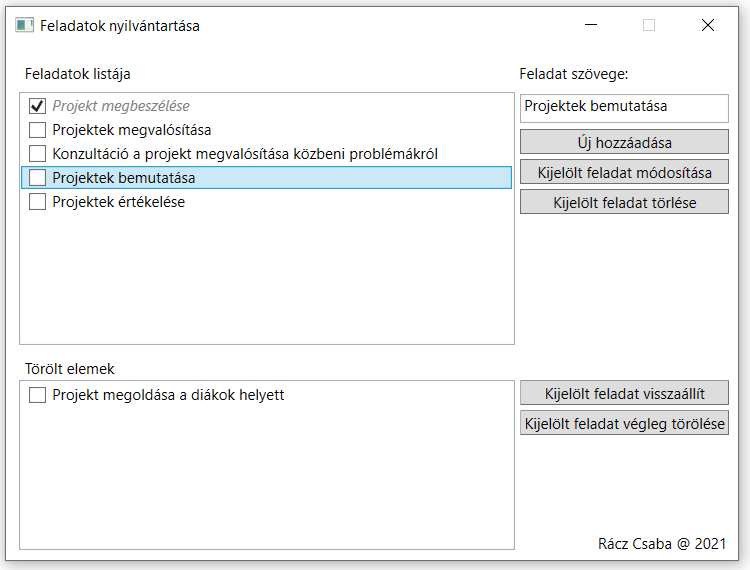 Feladatok nyilvántartása
Feladatok listája
Projekt megbeszélése
Projektek megvalósítása
Konzultáció a projekt megvalósítása közbeni problémákról
Projektek bemutatása
Projektek értékelése
Feladat szövege:
Projektek bemutatása
Új hozzáadása
Kijelölt feladat módosítása
Kijelölt feladat törlése
Törölt elemek
Projekt megoldása a diákok helyett
Kijelölt feladat visszaállít
Kijelölt feladat végleg törölése
Rácz Csaba @ 2021